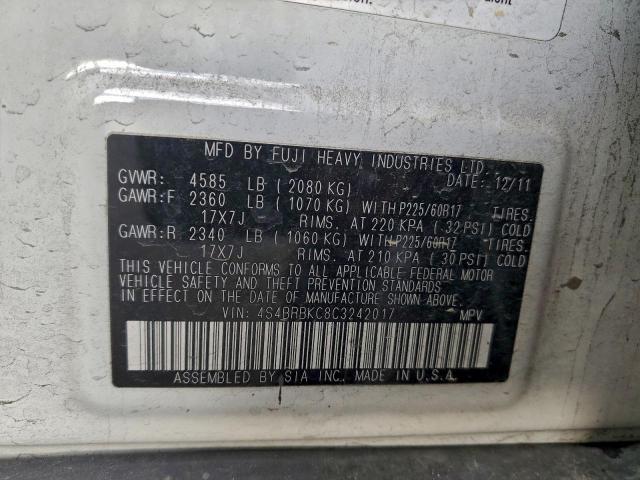 MFD BY FUJI HEAVY INDUSTRIES LTD.
GVWR: 4585 LB (2080 KG) DATE: 12/11
GAWR:F 2360 LB (1070 KG) WITH P225/60R17 TIRES.
17X7J RIMS. AT 220 KPA (32 PSI) COLD
GAWR:R 2340 LB (1060 KG) WITH P225/60R17 TIRES.
17X7J RIMS. AT 210 KPA (30 PSI) COLD
THIS VEHICLE CONFORMS TO ALL APPLICABLE FEDERAL MOTOR
VEHICLE SAFETY AND THEFT PREVENTION STANDARDS
IN EFFECT ON THE DATE OF MANUFACTURE SHOWN ABOVE.
VIN: 4S4BRBKC8C3242017 MPV
ASSEMBLED BY SIA INC. MADE IN U.S.A.